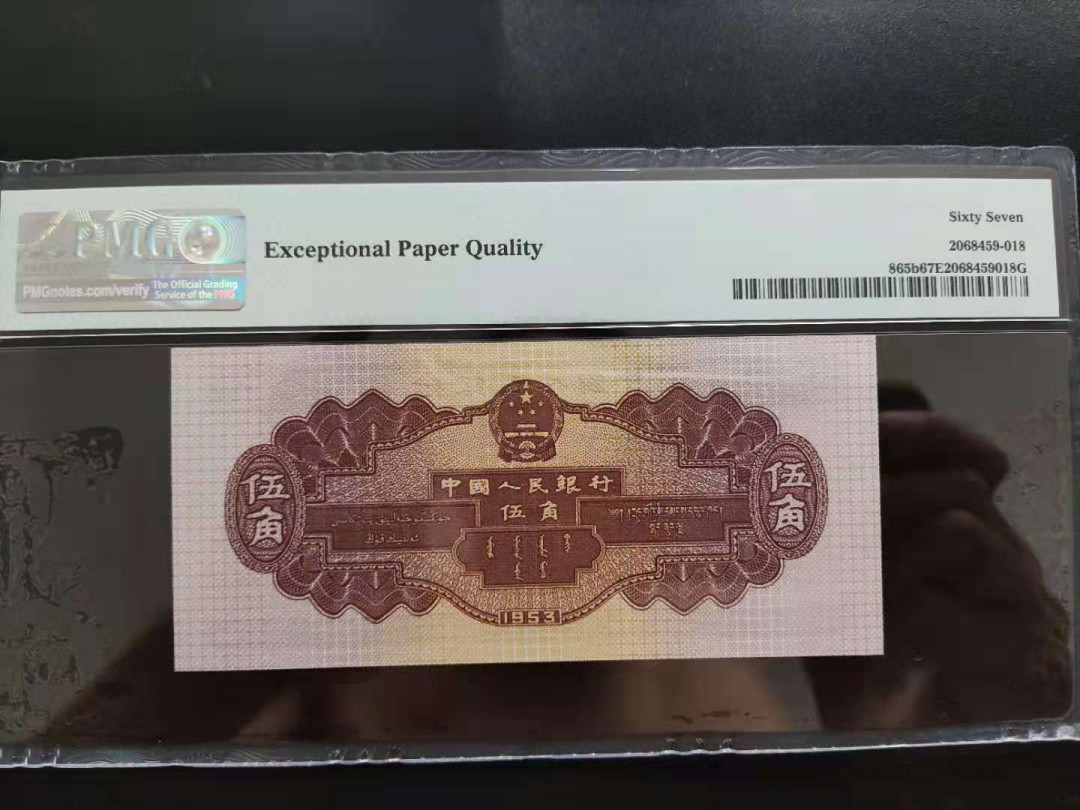 PMG
PMGnotes.com/verify
The Official Grading
Service of the PNG
Exceptional Paper Quality
Sixty Seven
2068459-018
865b67E2068459018G
中國人民銀行
伍角
伍角
伍角
1953